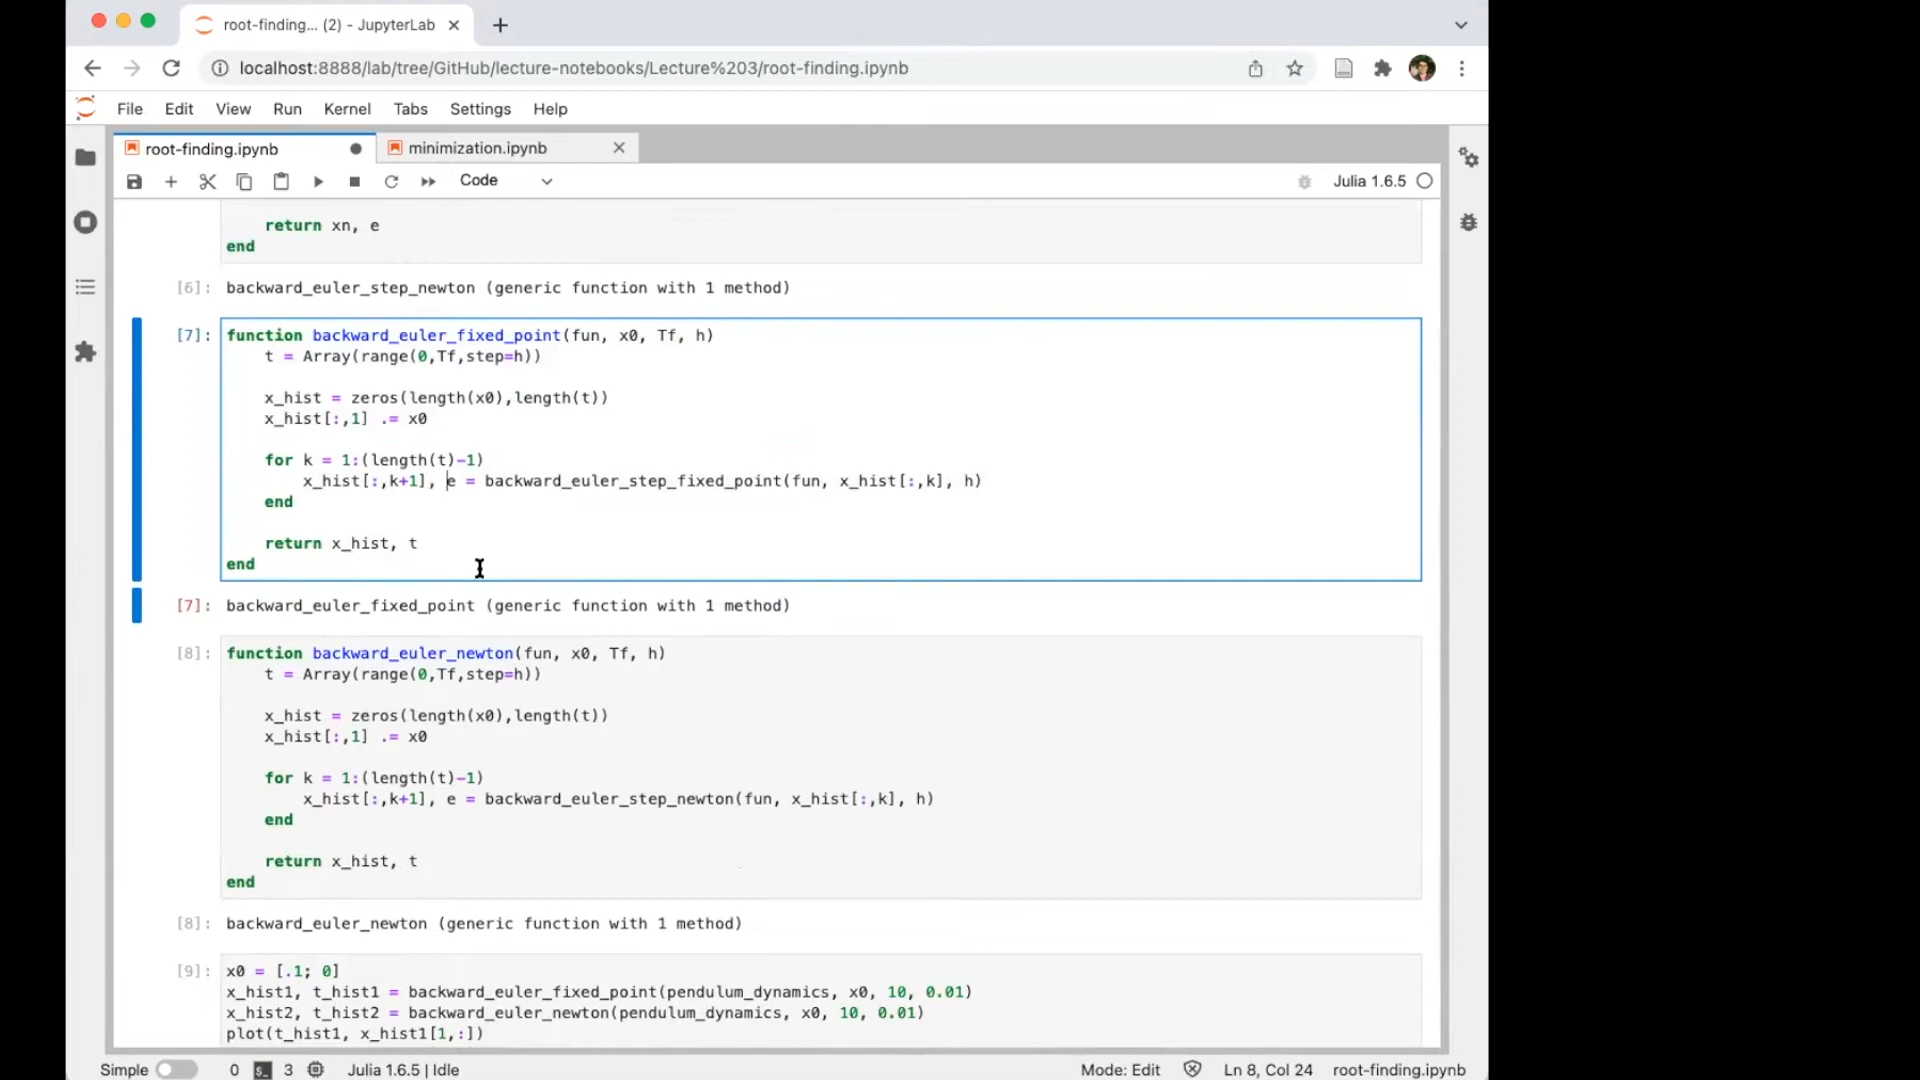 root-finding... (2) - JupyterLab
localhost:8888/lab/tree/GitHub/lecture-notebooks/Lecture%203/root-finding.ipynb
File Edit View Run Kernel Tabs Settings Help
root-finding.ipynb minimization.ipynb
Code Julia 1.6.5
    return xn, e
end
[6]: backward_euler_step_newton (generic function with 1 method)
[7]: function backward_euler_fixed_point(fun, x0, Tf, h)
    t = Array(range(0,Tf,step=h))
    x_hist = zeros(length(x0),length(t))
    x_hist[:,1] .= x0
    for k = 1:(length(t)-1)
        x_hist[:,k+1], e = backward_euler_step_fixed_point(fun, x_hist[:,k], h)
    end
    return x_hist, t
end
[7]: backward_euler_fixed_point (generic function with 1 method)
[8]: function backward_euler_newton(fun, x0, Tf, h)
    t = Array(range(0,Tf,step=h))
    x_hist = zeros(length(x0),length(t))
    x_hist[:,1] .= x0
    for k = 1:(length(t)-1)
        x_hist[:,k+1], e = backward_euler_step_newton(fun, x_hist[:,k], h)
    end
    return x_hist, t
end
[8]: backward_euler_newton (generic function with 1 method)
[9]: x0 = [.1; 0]
x_hist1, t_hist1 = backward_euler_fixed_point(pendulum_dynamics, x0, 10, 0.01)
x_hist2, t_hist2 = backward_euler_newton(pendulum_dynamics, x0, 10, 0.01)
plot(t_hist1, x_hist1[1,:])
Simple 0 3 Julia 1.6.5 | Idle Mode: Edit Ln 8, Col 24 root-finding.ipynb